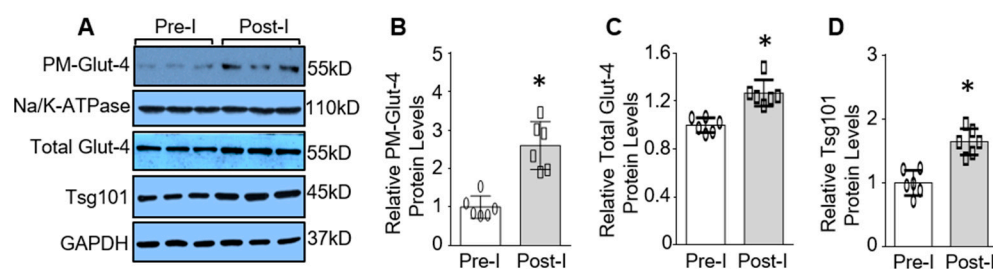 A
Pre-I Post-I
PM-Glut-4 55kD
Na/K-ATPase 110kD
Total Glut-4 55kD
Tsg101 45kD
GAPDH 37kD
B
Relative PM-Glut-4
Protein Levels
5
4
3
2
1
0
*
Pre-I Post-I
C
Relative Total Glut-4
Protein Levels
1.6
1.2
0.8
0.4
0
*
Pre-I Post-I
D
Relative Tsg101
Protein Levels
3
2
1
0
*
Pre-I Post-I